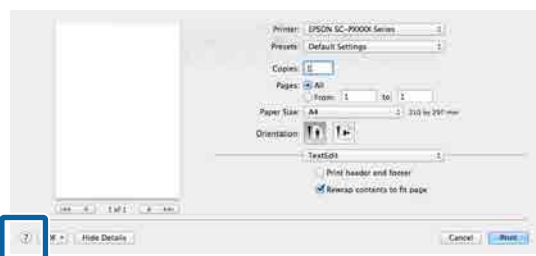 Printer: EPSON SC-PXXXX Series
Presets: Default Settings
Copies: 1
Pages: All
From: 1 to: 1
Paper Size: A4 210 by 297 mm
Orientation:
TextEdit
Print header and footer
Rewrap contents to fit page
1 of 1
? Hide Details Cancel Print